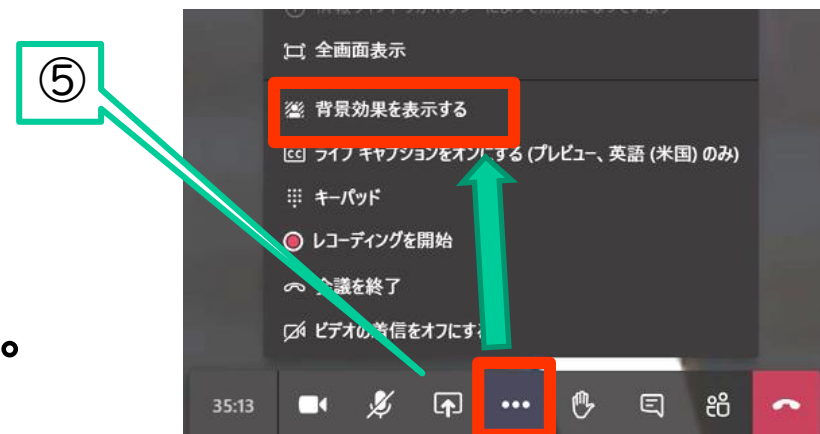 全画面表示
⑤
背景効果を表示する
cc ライブ キャプションをオンにする (プレビュー、英語 (米国) のみ)
キーパッド
レコーディングを開始
会議を終了
ビデオの着信をオフにする
。
35:13